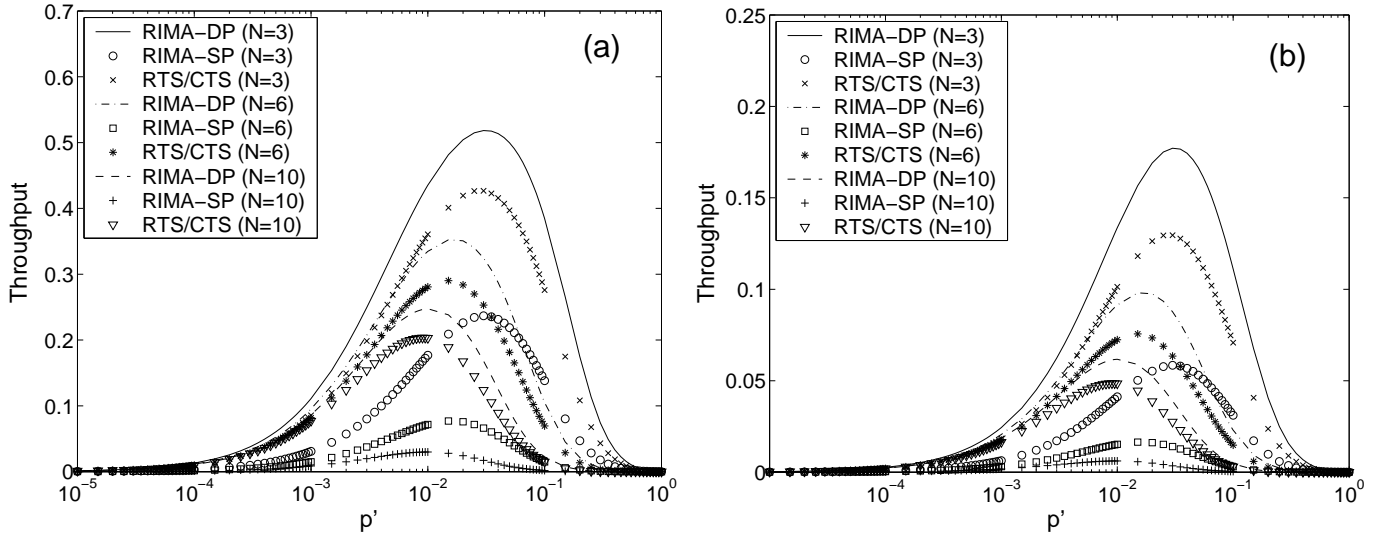 (a)
Throughput
0.7
0.6
0.5
0.4
0.3
0.2
0.1
0
RIMA−DP (N=3)
RIMA−SP (N=3)
RTS/CTS (N=3)
RIMA−DP (N=6)
RIMA−SP (N=6)
RTS/CTS (N=6)
RIMA−DP (N=10)
RIMA−SP (N=10)
RTS/CTS (N=10)
10⁻⁵ 10⁻⁴ 10⁻³ 10⁻² 10⁻¹ 10⁰
p’
(b)
Throughput
0.25
0.2
0.15
0.1
0.05
0
RIMA−DP (N=3)
RIMA−SP (N=3)
RTS/CTS (N=3)
RIMA−DP (N=6)
RIMA−SP (N=6)
RTS/CTS (N=6)
RIMA−DP (N=10)
RIMA−SP (N=10)
RTS/CTS (N=10)
10⁻⁴ 10⁻³ 10⁻² 10⁻¹ 10⁰
p’